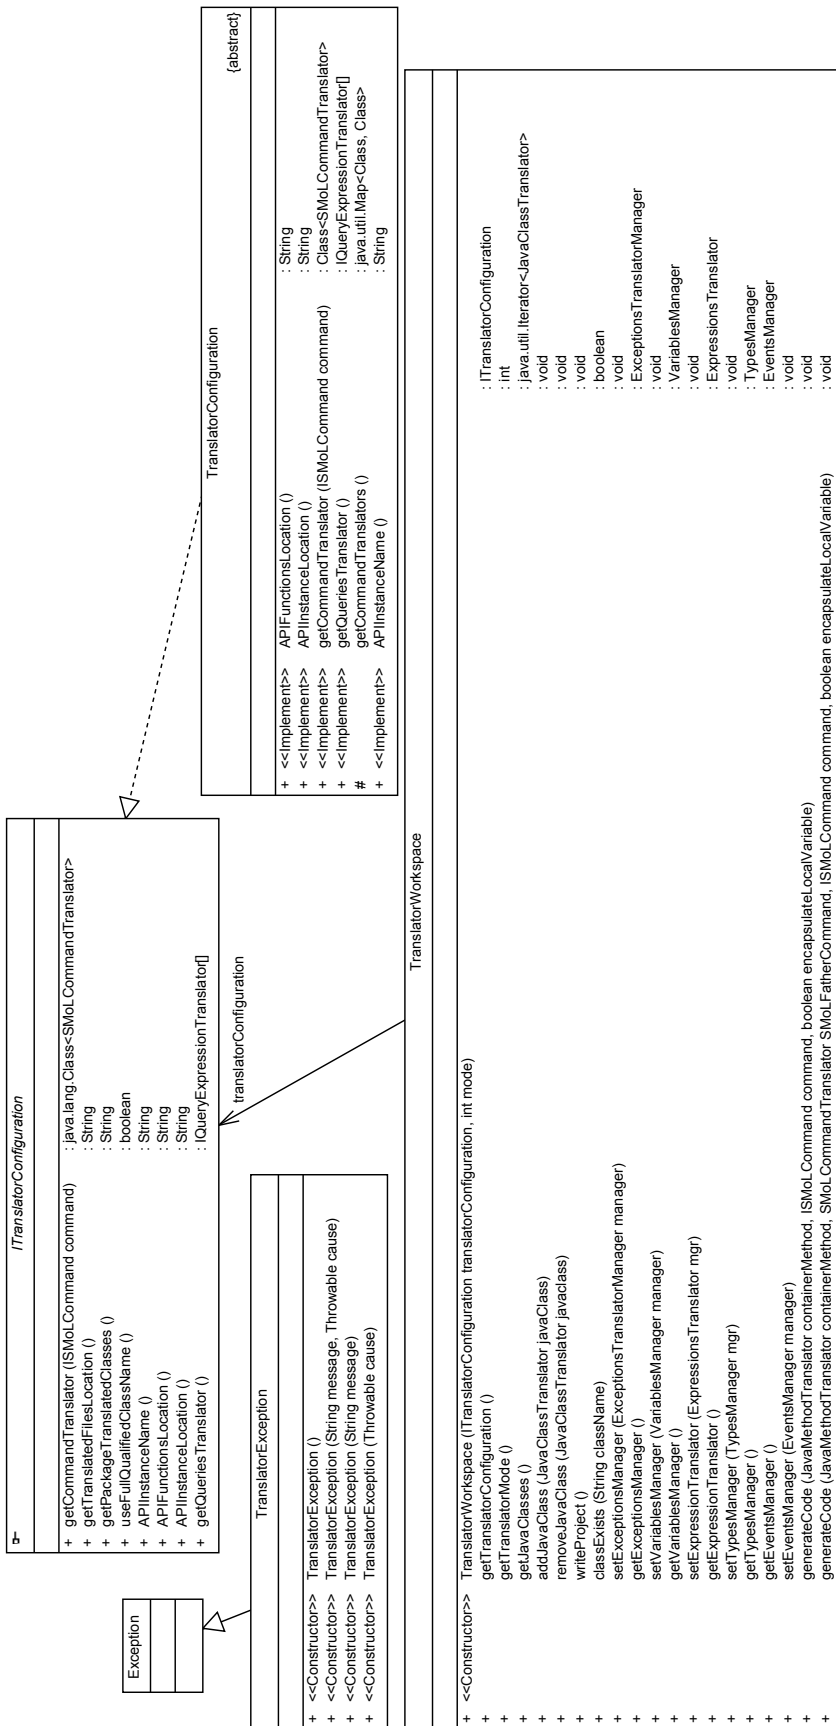 ITranslatorConfiguration
+ getCommandTranslator (ISMoLCommand command) : java.lang.Class<SMoLCommandTranslator>
+ getTranslatedFilesLocation () : String
+ getPackageTranslatedClasses () : String
+ useFullQualifiedClassName () : boolean
+ APIInstanceName () : String
+ APIFunctionsLocation () : String
+ APIInstanceLocation () : String
+ getQueriesTranslator () : IQueryExpressionTranslator[]
Exception
translatorConfiguration
TranslatorConfiguration
{abstract}
+ <<Implement>> APIFunctionsLocation () : String
+ <<Implement>> APIInstanceLocation () : String
+ <<Implement>> getCommandTranslator (ISMoLCommand command) : Class<SMoLCommandTranslator>
+ <<Implement>> getQueriesTranslator () : IQueryExpressionTranslator[]
# getCommandTranslators () : java.util.Map<Class, Class>
+ <<Implement>> APIInstanceName () : String
TranslatorException
+ <<Constructor>> TranslatorException ()
+ <<Constructor>> TranslatorException (String message, Throwable cause)
+ <<Constructor>> TranslatorException (String message)
+ <<Constructor>> TranslatorException (Throwable cause)
TranslatorWorkspace
+ <<Constructor>> TranslatorWorkspace (ITranslatorConfiguration translatorConfiguration, int mode)
+ getTranslatorConfiguration () : ITranslatorConfiguration
+ getTranslatorMode () : int
+ getJavaClasses () : java.util.Iterator<JavaClassTranslator>
+ addJavaClass (JavaClassTranslator javaClass) : void
+ removeJavaClass (JavaClassTranslator javaclass) : void
+ writeProject () : void
+ classExists (String className) : boolean
+ setExceptionsManager (ExceptionsTranslatorManager manager) : void
+ getExceptionsManager () : ExceptionsTranslatorManager
+ setVariablesManager (VariablesManager manager) : void
+ getVariablesManager () : VariablesManager
+ setExpressionTranslator (ExpressionsTranslator mgr) : void
+ getExpressionTranslator () : ExpressionsTranslator
+ setTypesManager (TypesManager mgr) : void
+ getTypesManager () : TypesManager
+ getEventsManager () : EventsManager
+ setEventsManager (EventsManager manager) : void
+ generateCode (JavaMethodTranslator containerMethod, ISMoLCommand command, boolean encapsulateLocalVariable) : void
+ generateCode (JavaMethodTranslator containerMethod, SMoLCommandTranslator SMoLFatherCommand, ISMoLCommand command, boolean encapsulateLocalVariable) : void